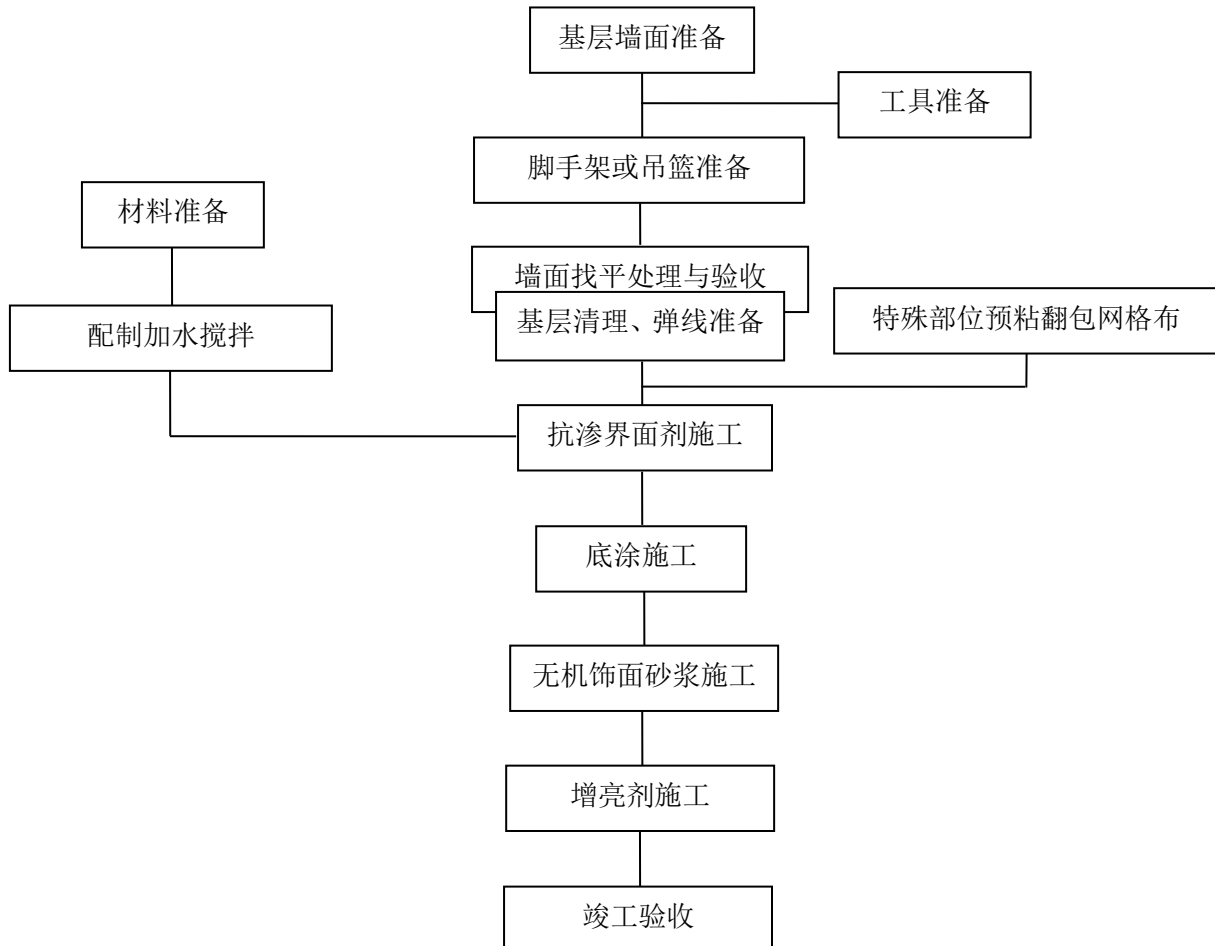 基层墙面准备
工具准备
脚手架或吊篮准备
材料准备
墙面找平处理与验收
基层清理、弹线准备
特殊部位预粘翻包网格布
配制加水搅拌
抗渗界面剂施工
底涂施工
无机饰面砂浆施工
增亮剂施工
竣工验收